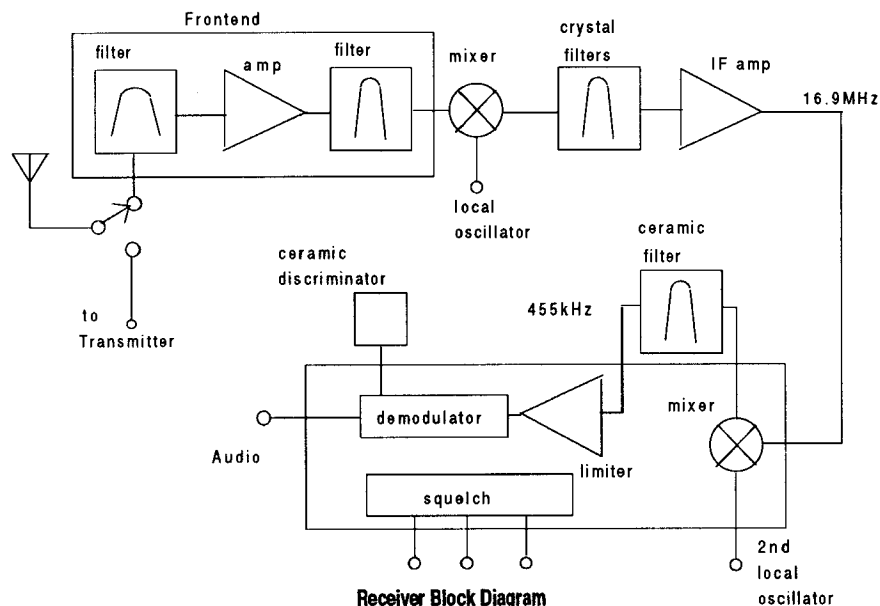 Frontend
filter
amp
filter
mixer
crystal
filters
IF amp
16.9MHz
local
oscillator
ceramic
filter
ceramic
discriminator
455kHz
to
Transmitter
mixer
demodulator
limiter
Audio
squelch
2nd
local
oscillator
Receiver Block Diagram